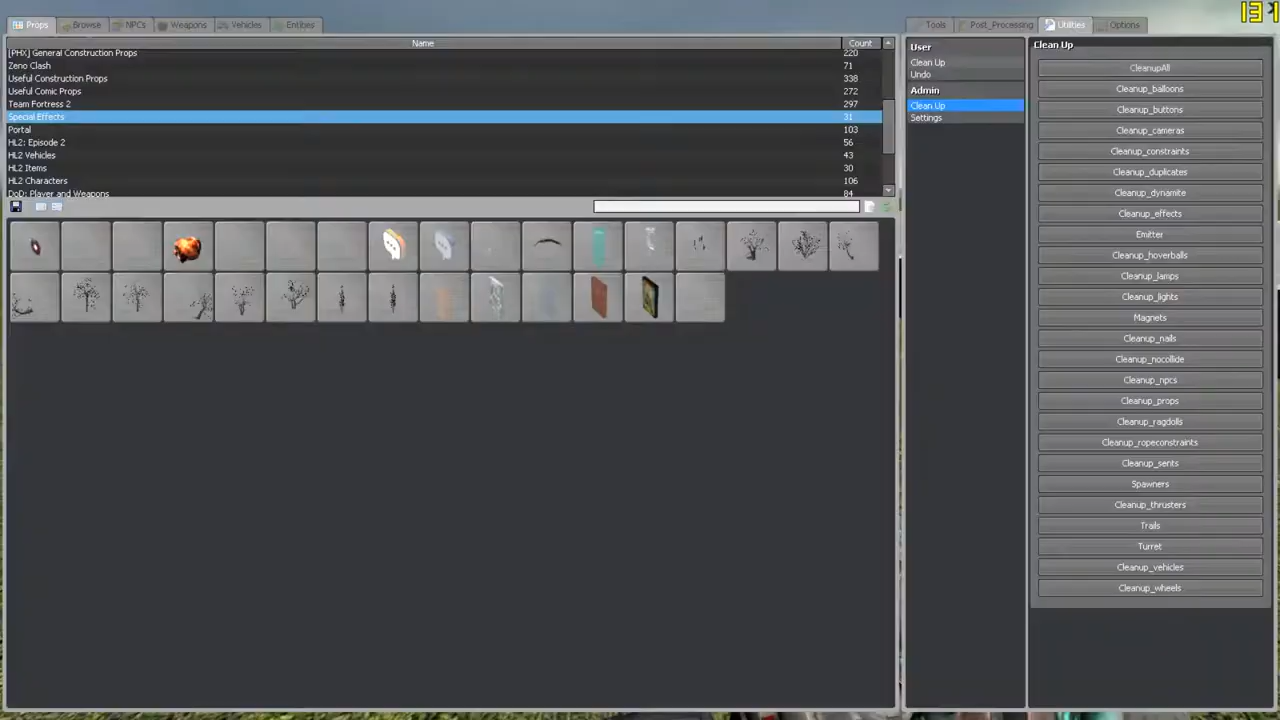 Props Browse NPCs Weapons Vehicles Entities
Name Count
[PHX] General Construction Props 220
Zeno Clash 71
Useful Construction Props 338
Useful Comic Props 272
Team Fortress 2 297
Special Effects 31
Portal 103
HL2: Episode 2 56
HL2 Vehicles 43
HL2 Items 30
HL2 Characters 106
DoD: Player and Weapons 84
Tools Post_Processing Utilities Options
User
Clean Up
Undo
Admin
Clean Up
Settings
Clean Up
CleanupAll
Cleanup_balloons
Cleanup_buttons
Cleanup_cameras
Cleanup_constraints
Cleanup_duplicates
Cleanup_dynamite
Cleanup_effects
Emitter
Cleanup_hoverballs
Cleanup_lamps
Cleanup_lights
Magnets
Cleanup_nails
Cleanup_nocollide
Cleanup_npcs
Cleanup_props
Cleanup_ragdolls
Cleanup_ropeconstraints
Cleanup_sents
Spawners
Cleanup_thrusters
Trails
Turret
Cleanup_vehicles
Cleanup_wheels